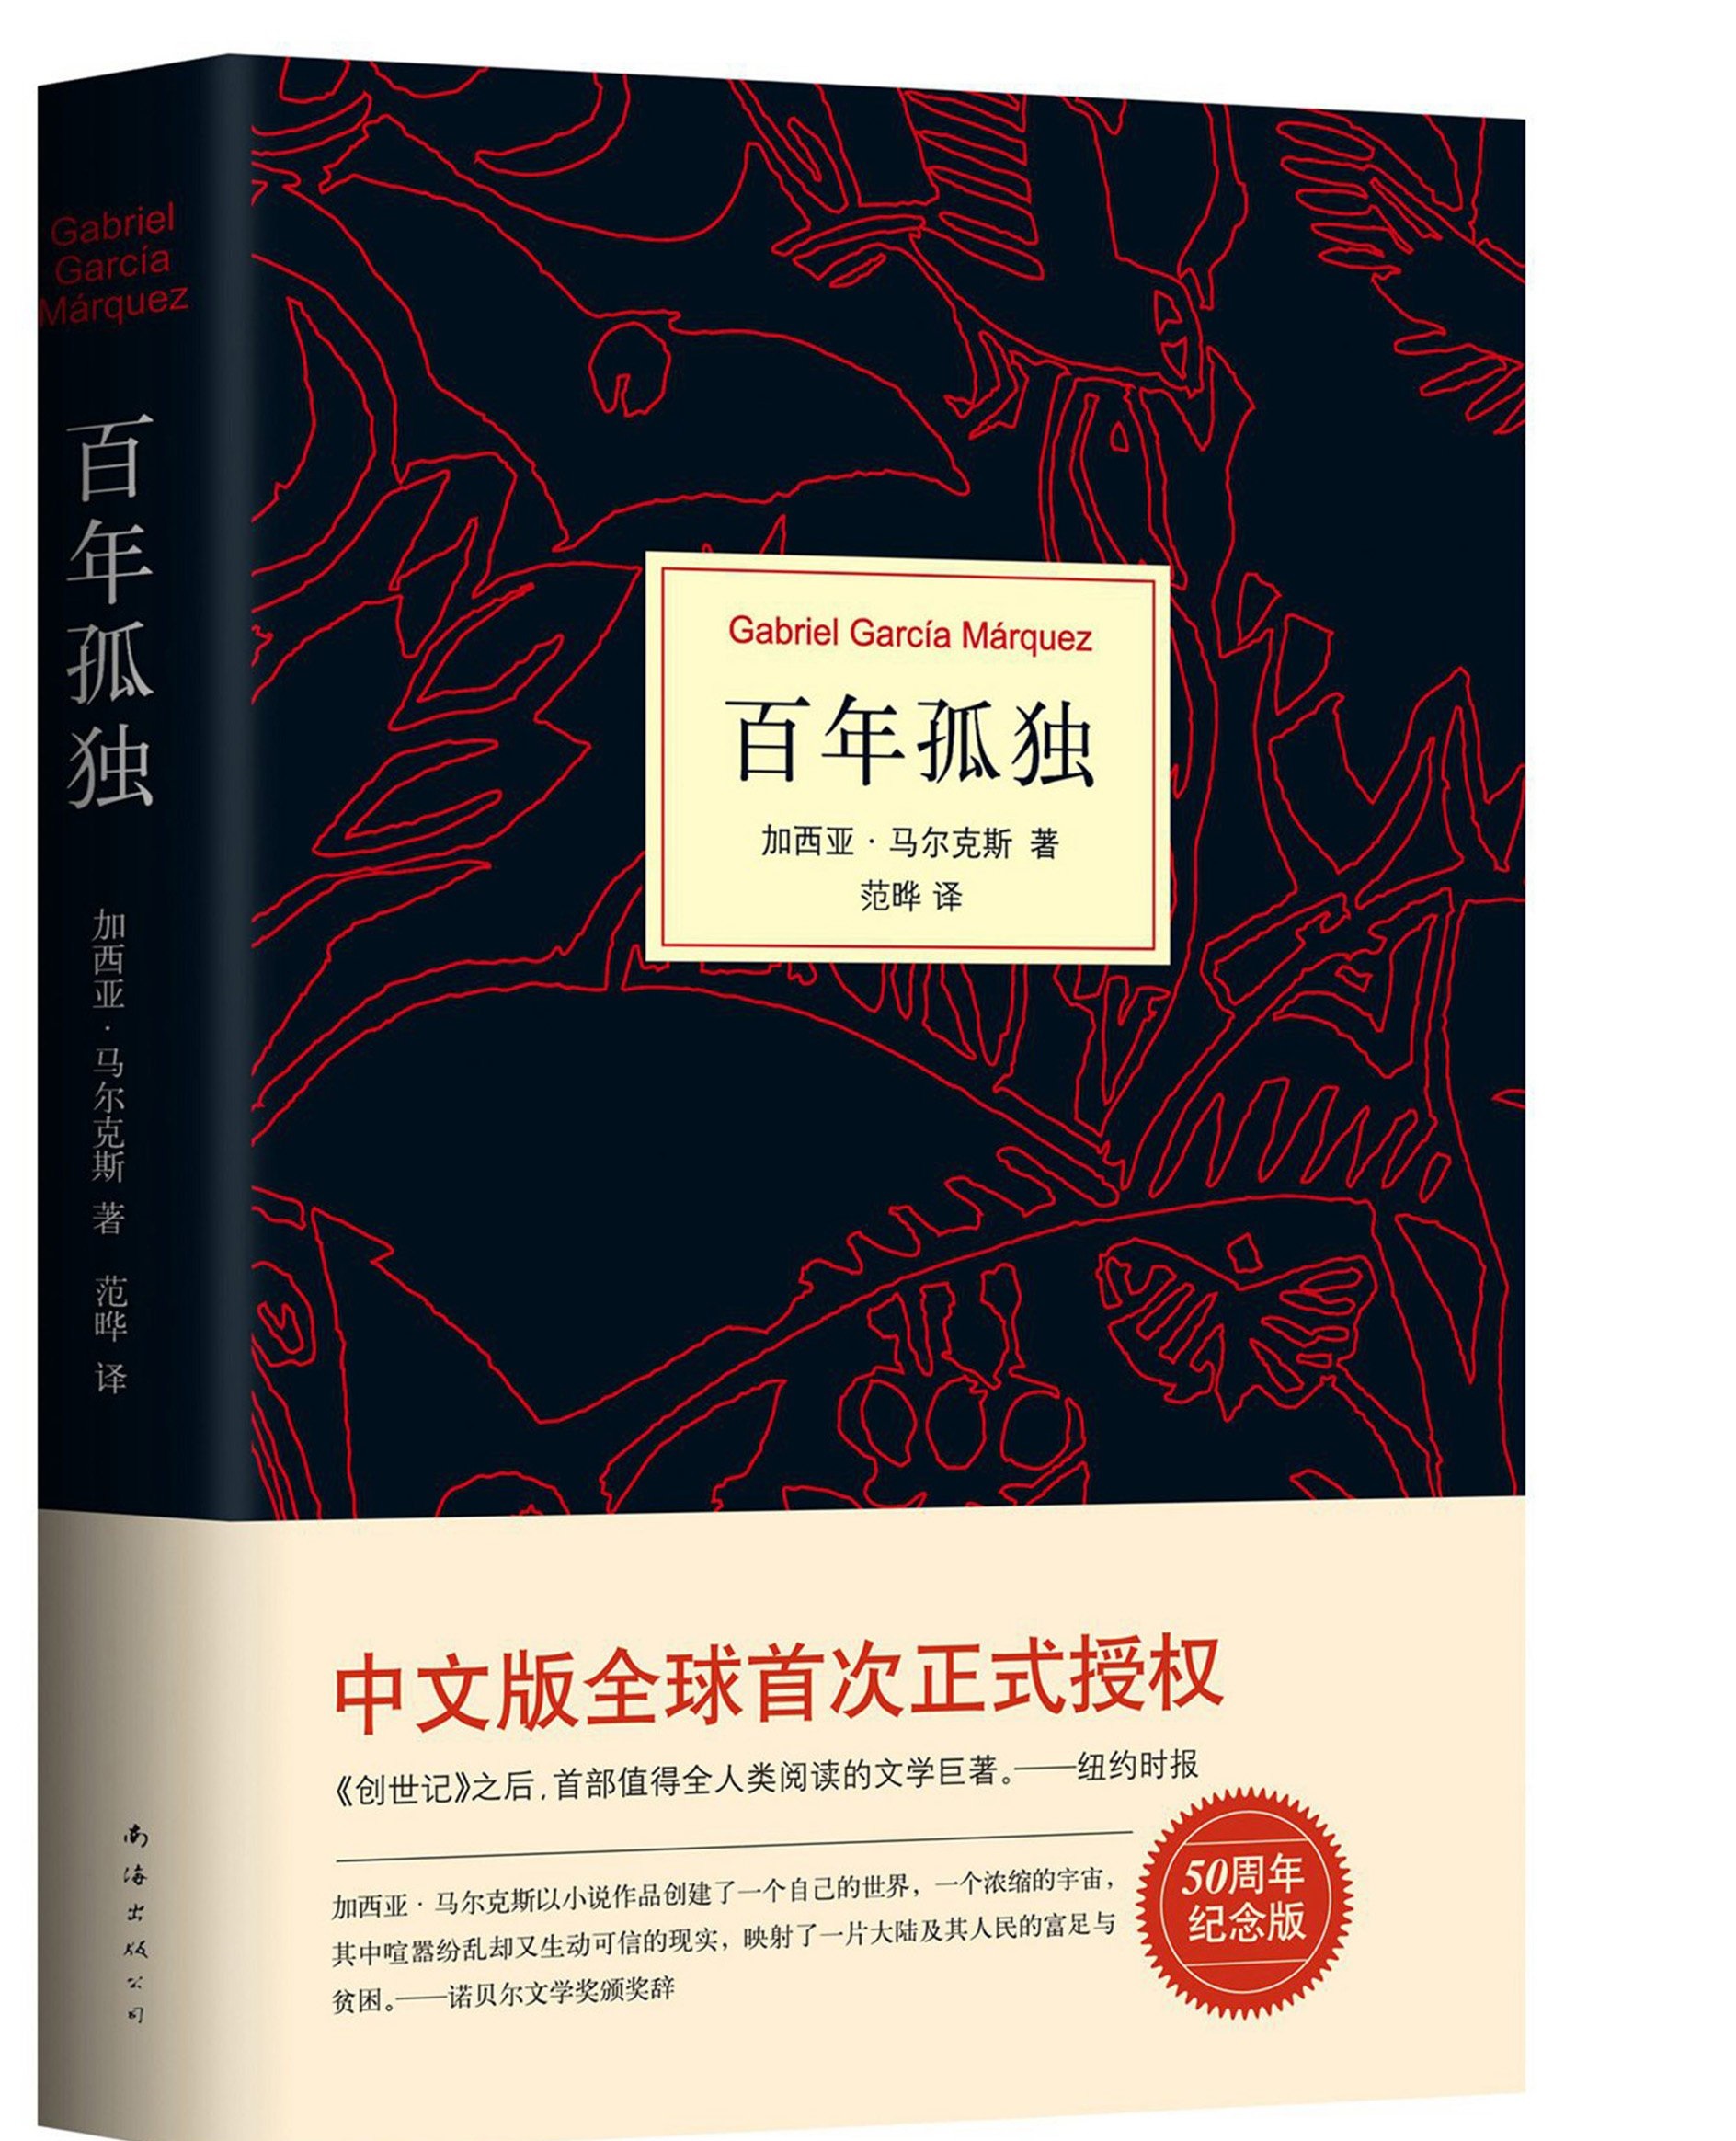 Gabriel
García
Márquez
百年孤独
加西亚·马尔克斯 著 范晔 译
南海出版公司
Gabriel García Márquez
百年孤独
加西亚·马尔克斯 著
范晔 译
中文版全球首次正式授权
《创世记》之后,首部值得全人类阅读的文学巨著。——纽约时报
加西亚·马尔克斯以小说作品创建了一个自己的世界，一个浓缩的宇宙，
其中喧嚣纷乱却又生动可信的现实，映射了一片大陆及其人民的富足与
贫困。——诺贝尔文学奖颁奖辞
50周年
纪念版